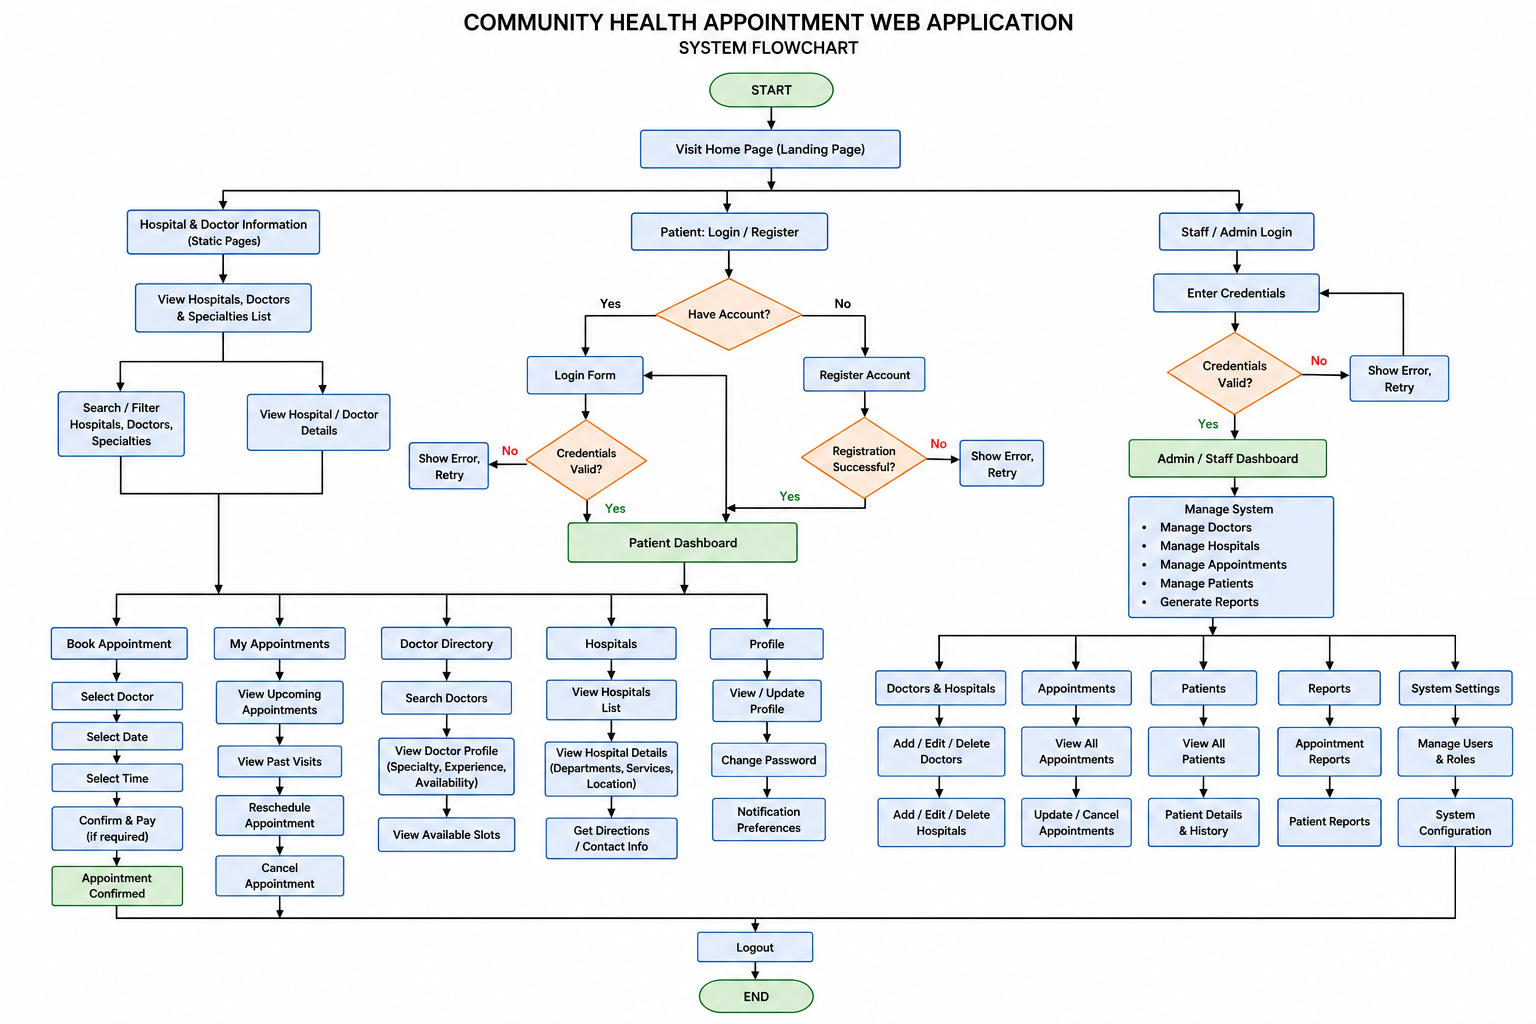 COMMUNITY HEALTH APPOINTMENT WEB APPLICATION
SYSTEM FLOWCHART
START
Visit Home Page (Landing Page)
Hospital & Doctor Information
(Static Pages)
View Hospitals, Doctors
& Specialties List
Search / Filter
Hospitals, Doctors,
Specialties
View Hospital / Doctor
Details
Patient: Login / Register
Have Account?
Yes
No
Login Form
Register Account
Credentials
Valid?
No
Show Error,
Retry
Yes
Registration
Successful?
No
Show Error,
Retry
Yes
Patient Dashboard
Staff / Admin Login
Enter Credentials
Credentials
Valid?
No
Show Error,
Retry
Yes
Admin / Staff Dashboard
Manage System
• Manage Doctors
• Manage Hospitals
• Manage Appointments
• Manage Patients
• Generate Reports
Book Appointment
Select Doctor
Select Date
Select Time
Confirm & Pay
(if required)
Appointment
Confirmed
My Appointments
View Upcoming
Appointments
View Past Visits
Reschedule
Appointment
Cancel
Appointment
Doctor Directory
Search Doctors
View Doctor Profile
(Specialty, Experience,
Availability)
View Available Slots
Hospitals
View Hospitals
List
View Hospital Details
(Departments, Services,
Location)
Get Directions
/ Contact Info
Profile
View / Update
Profile
Change Password
Notification
Preferences
Doctors & Hospitals
Add / Edit / Delete
Doctors
Add / Edit / Delete
Hospitals
Appointments
View All
Appointments
Update / Cancel
Appointments
Patients
View All
Patients
Patient Details
& History
Reports
Appointment
Reports
Patient Reports
System Settings
Manage Users
& Roles
System
Configuration
Logout
END